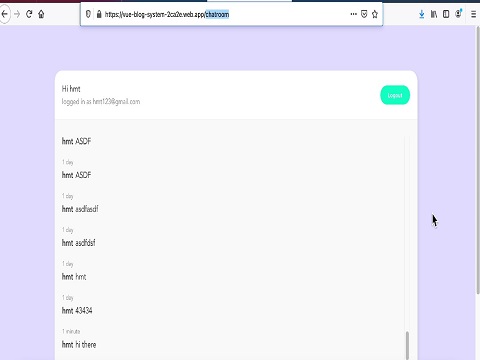 https://vue-blog-system-2ca2e.web.app/chatroom
Hi hmt
logged in as hmt123@gmail.com
Logout
hmt ASDF
1 day
hmt ASDF
1 day
hmt asdfasdf
1 day
hmt asdfdsf
1 day
hmt hmt
1 day
hmt 43434
1 minute
hmt hi there